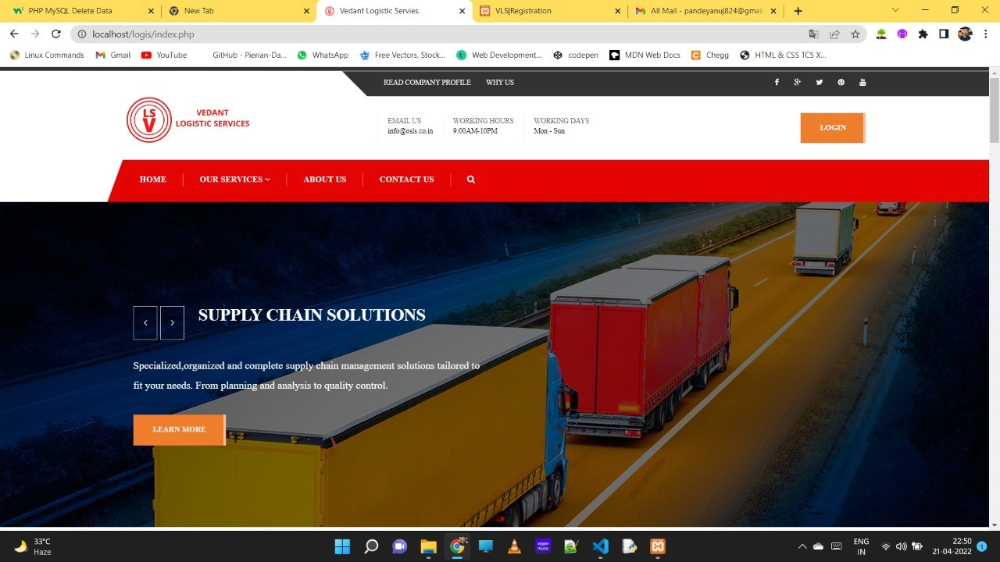 PHP MySQL Delete Data
New Tab
Vedant Logistic Servies.
VLS|Registration
All Mail - pandeyanuj824@gmail
localhost/logis/index.php
Linux Commands
Gmail
YouTube
GitHub - Pierian-Da...
WhatsApp
Free Vectors, Stock...
Web Development...
codepen
MDN Web Docs
Chegg
HTML & CSS TCS X...
READ COMPANY PROFILE
WHY US
LS
V
VEDANT
LOGISTIC SERVICES
EMAIL US
info@osls.co.in
WORKING HOURS
9:00AM-10PM
WORKING DAYS
Mon - Sun
LOGIN
HOME
OUR SERVICES
ABOUT US
CONTACT US
SUPPLY CHAIN SOLUTIONS
Specialized,organized and complete supply chain management solutions tailored to
fit your needs. From planning and analysis to quality control.
LEARN MORE
33°C
Haze
ENG
IN
22:50
21-04-2022
1